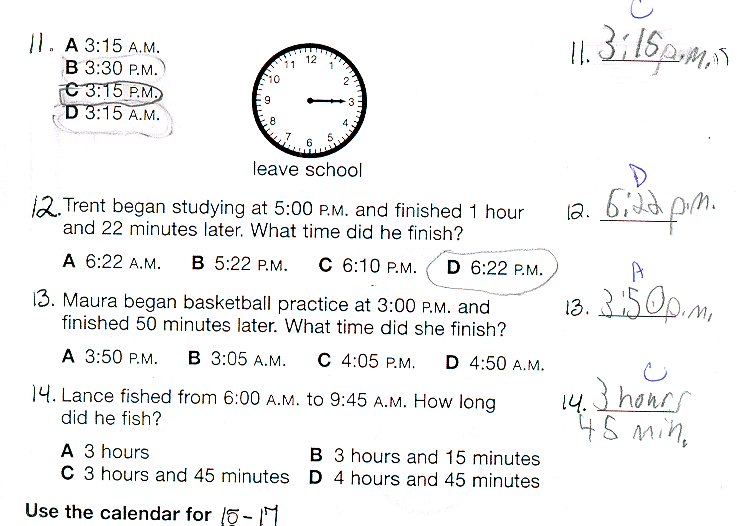 C
11. A 3:15 A.M. 11. 3:15 p.m.
B 3:30 P.M.
C 3:15 P.M.
D 3:15 A.M.
12 1 2 3 4 5 6 7 8 9 10 11
leave school
D
12. Trent began studying at 5:00 P.M. and finished 1 hour 12. 6:22 p.m.
and 22 minutes later. What time did he finish?
A 6:22 A.M. B 5:22 P.M. C 6:10 P.M. D 6:22 P.M.
A
13. Maura began basketball practice at 3:00 P.M. and 13. 3:50 p.m.
finished 50 minutes later. What time did she finish?
A 3:50 P.M. B 3:05 A.M. C 4:05 P.M. D 4:50 A.M.
C
14. Lance fished from 6:00 A.M. to 9:45 A.M. How long 14. 3 hours
did he fish? 45 min.
A 3 hours B 3 hours and 15 minutes
C 3 hours and 45 minutes D 4 hours and 45 minutes
Use the calendar for 15-17